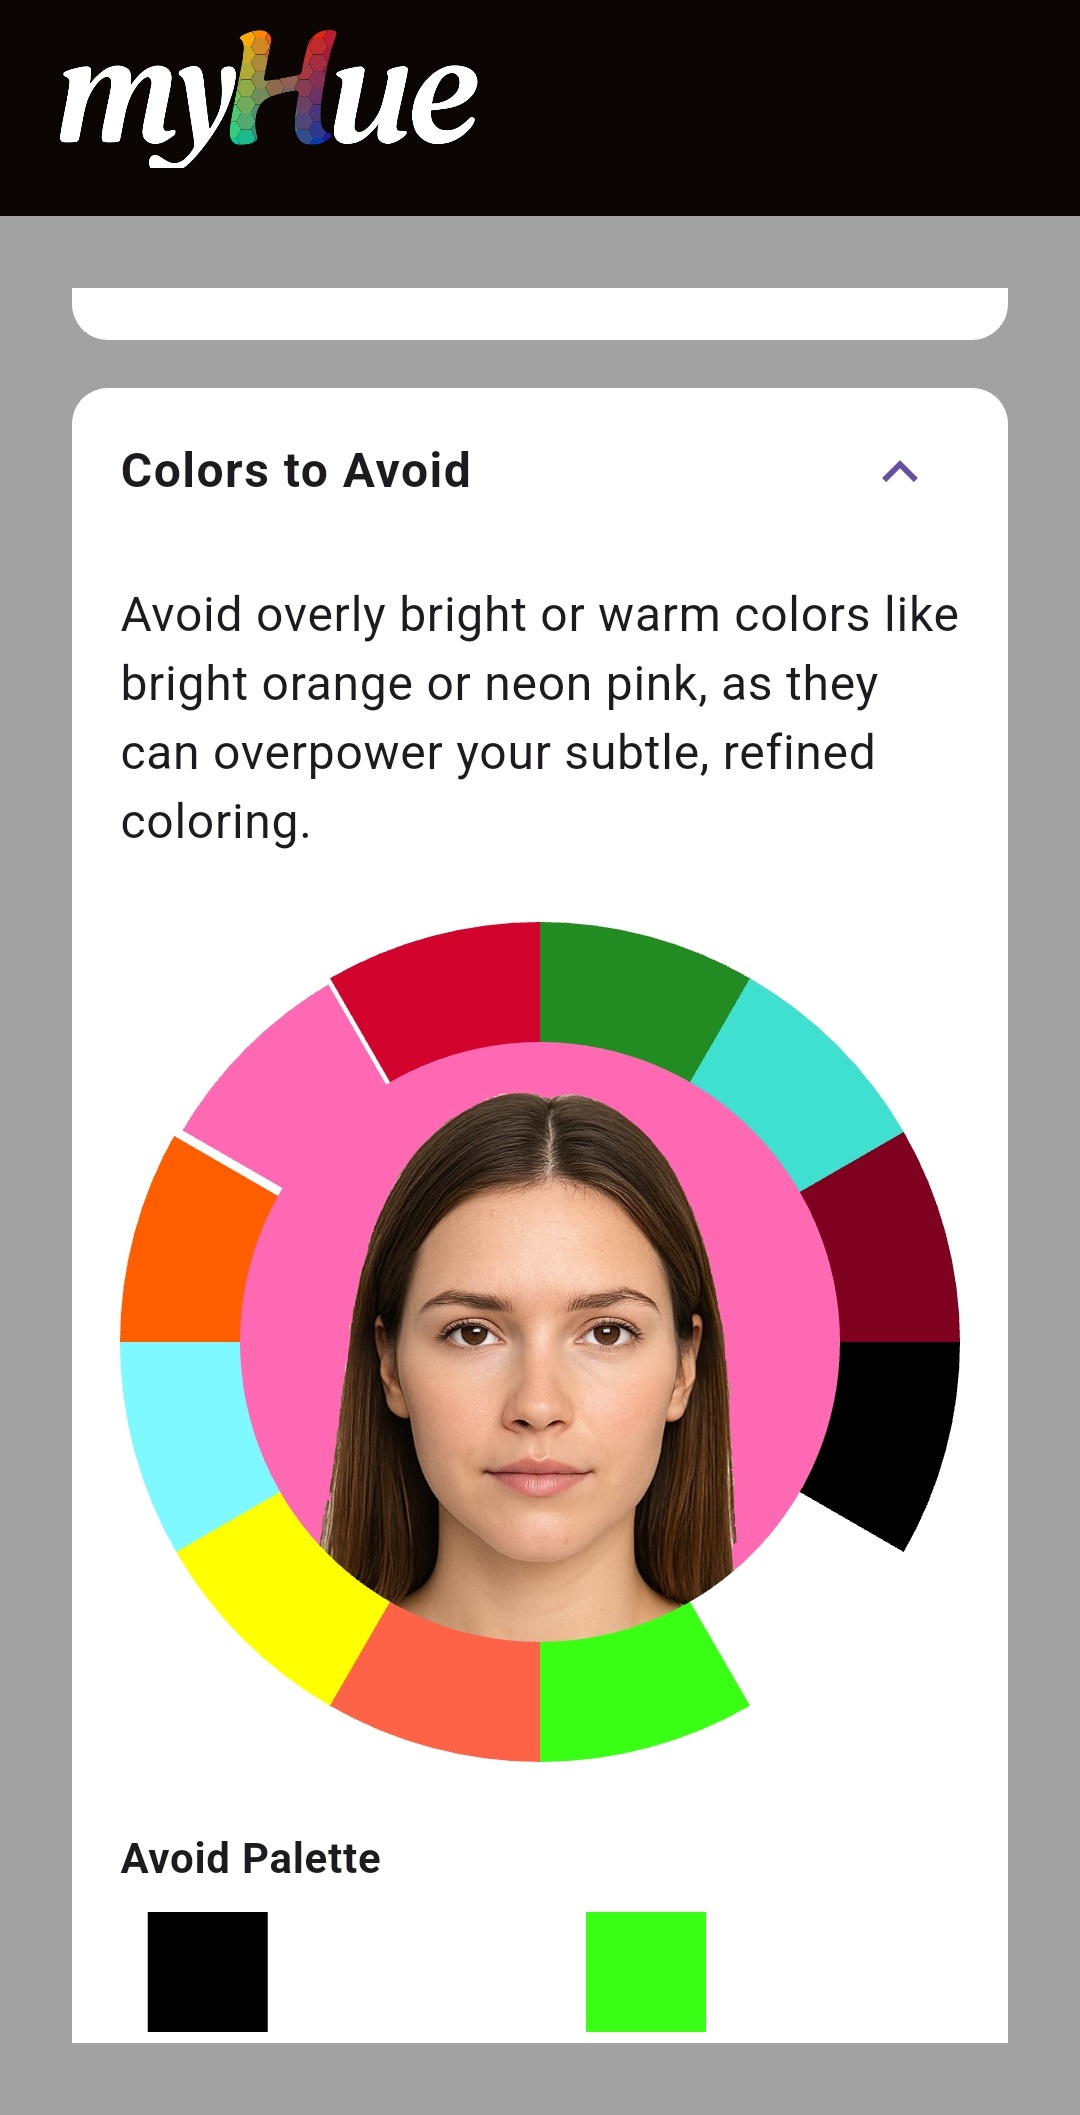 myHue
Colors to Avoid
Avoid overly bright or warm colors like
bright orange or neon pink, as they
can overpower your subtle, refined
coloring.
Avoid Palette